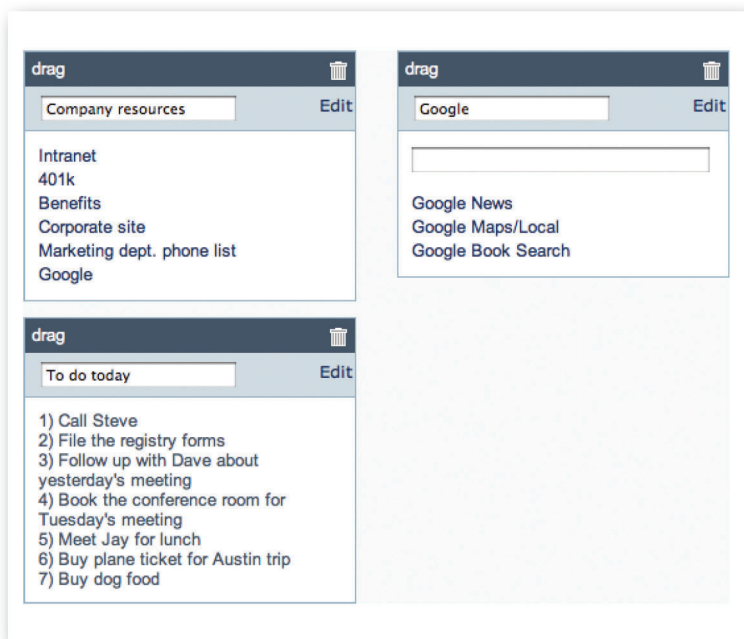 drag
Company resources
Edit
Intranet
401k
Benefits
Corporate site
Marketing dept. phone list
Google
drag
To do today
Edit
1) Call Steve
2) File the registry forms
3) Follow up with Dave about
yesterday's meeting
4) Book the conference room for
Tuesday's meeting
5) Meet Jay for lunch
6) Buy plane ticket for Austin trip
7) Buy dog food
drag
Google
Edit
Google News
Google Maps/Local
Google Book Search